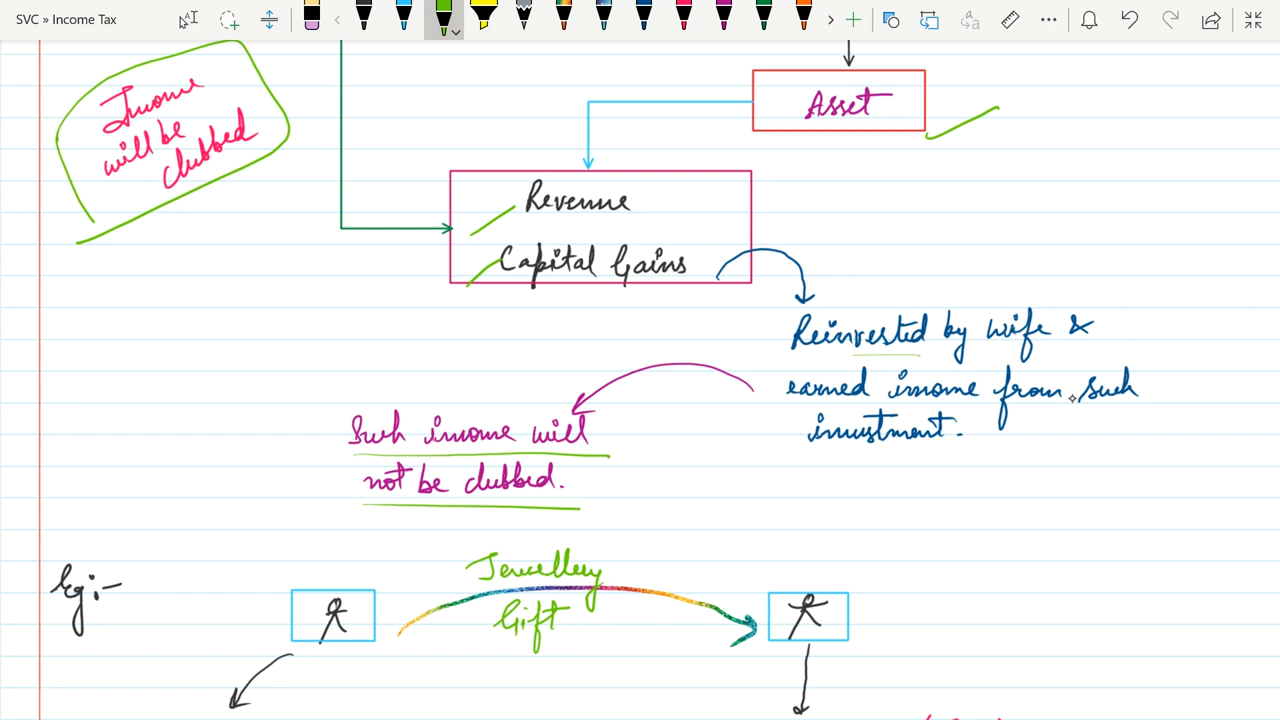 SVC » Income Tax
Income
will be
clubbed
Asset
Revenue
Capital Gains
Reinvested by wife &
earned income from such
investment.
Such income will
not be clubbed.
Eg:-
Jewellery
Gift